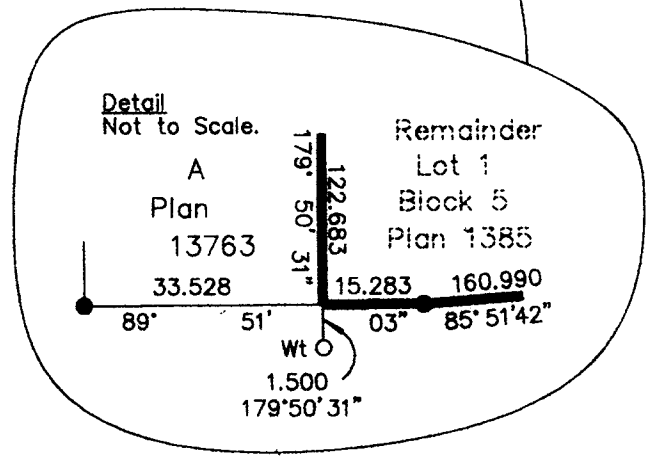 Detail
Not to Scale.
A
Plan
13763
Remainder
Lot 1
Block 5
Plan 1385
179° 50' 31"
122.683
33.528
15.283
160.990
89° 51' 03"
85°51'42"
Wt
1.500
179°50'31"